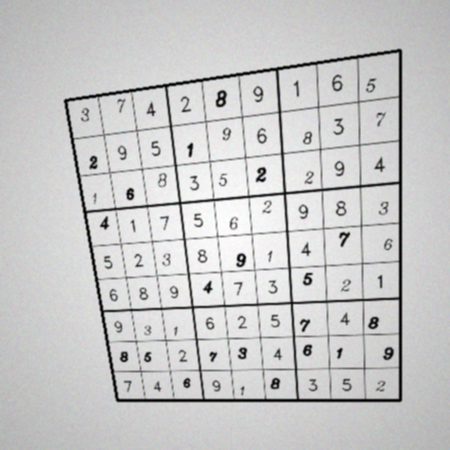 3 7 4 2 8 9 1 6 5
2 9 5 1 9 6 8 3 7
1 6 8 3 5 2 2 9 4
4 1 7 5 6 2 9 8 3
5 2 3 8 9 1 4 7 6
6 8 9 4 7 3 5 2 1
9 3 1 6 2 5 7 4 8
8 5 2 7 3 4 6 1 9
7 4 6 9 1 8 3 5 2